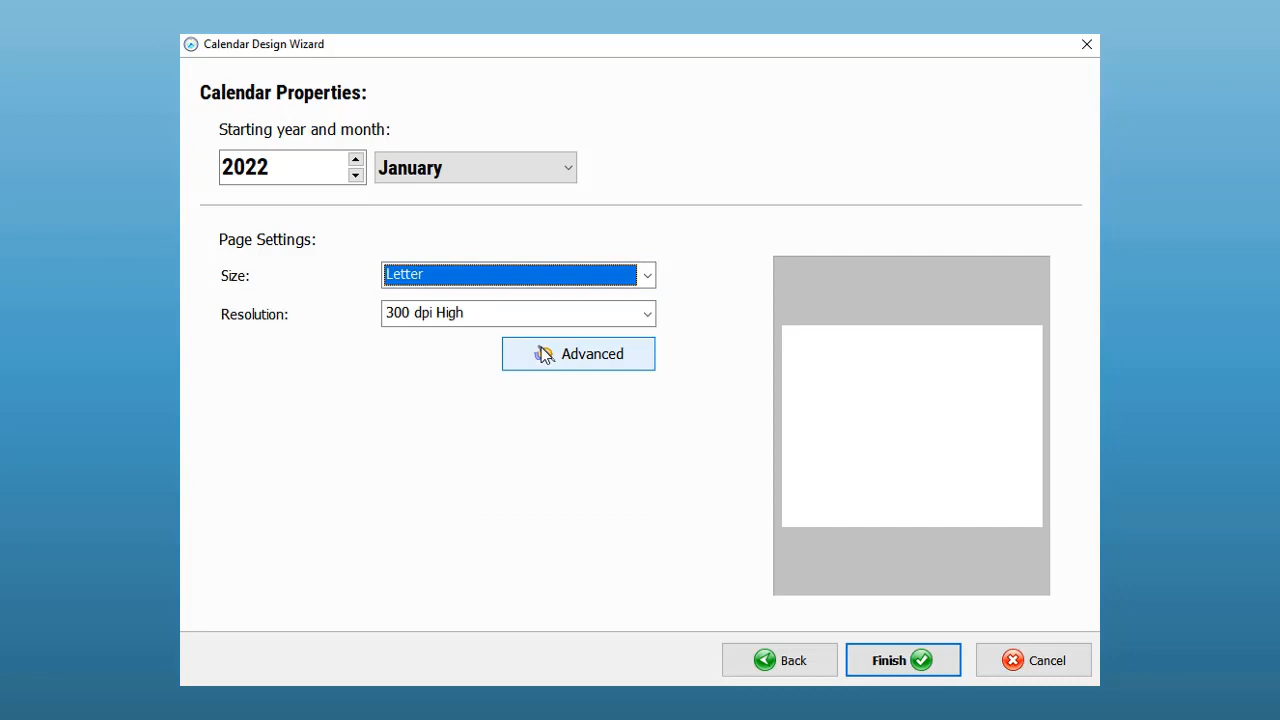 Calendar Design Wizard
Calendar Properties:
Starting year and month:
2022 January
Page Settings:
Size: Letter
Resolution: 300 dpi High
Advanced
Back Finish Cancel